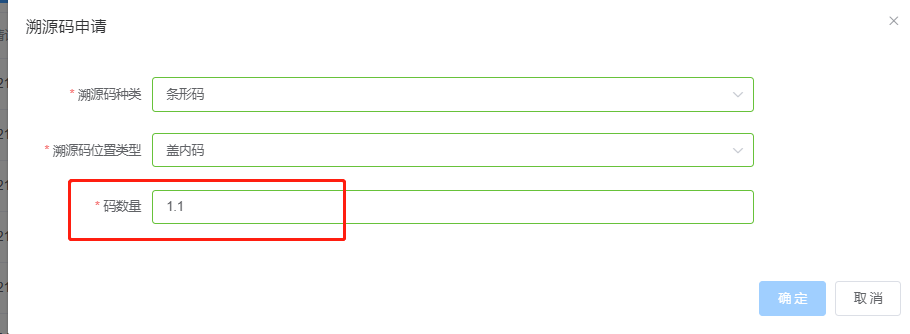 溯源码申请
* 溯源码种类 条形码
* 溯源码位置类型 盖内码
* 码数量 1.1
确定 取消